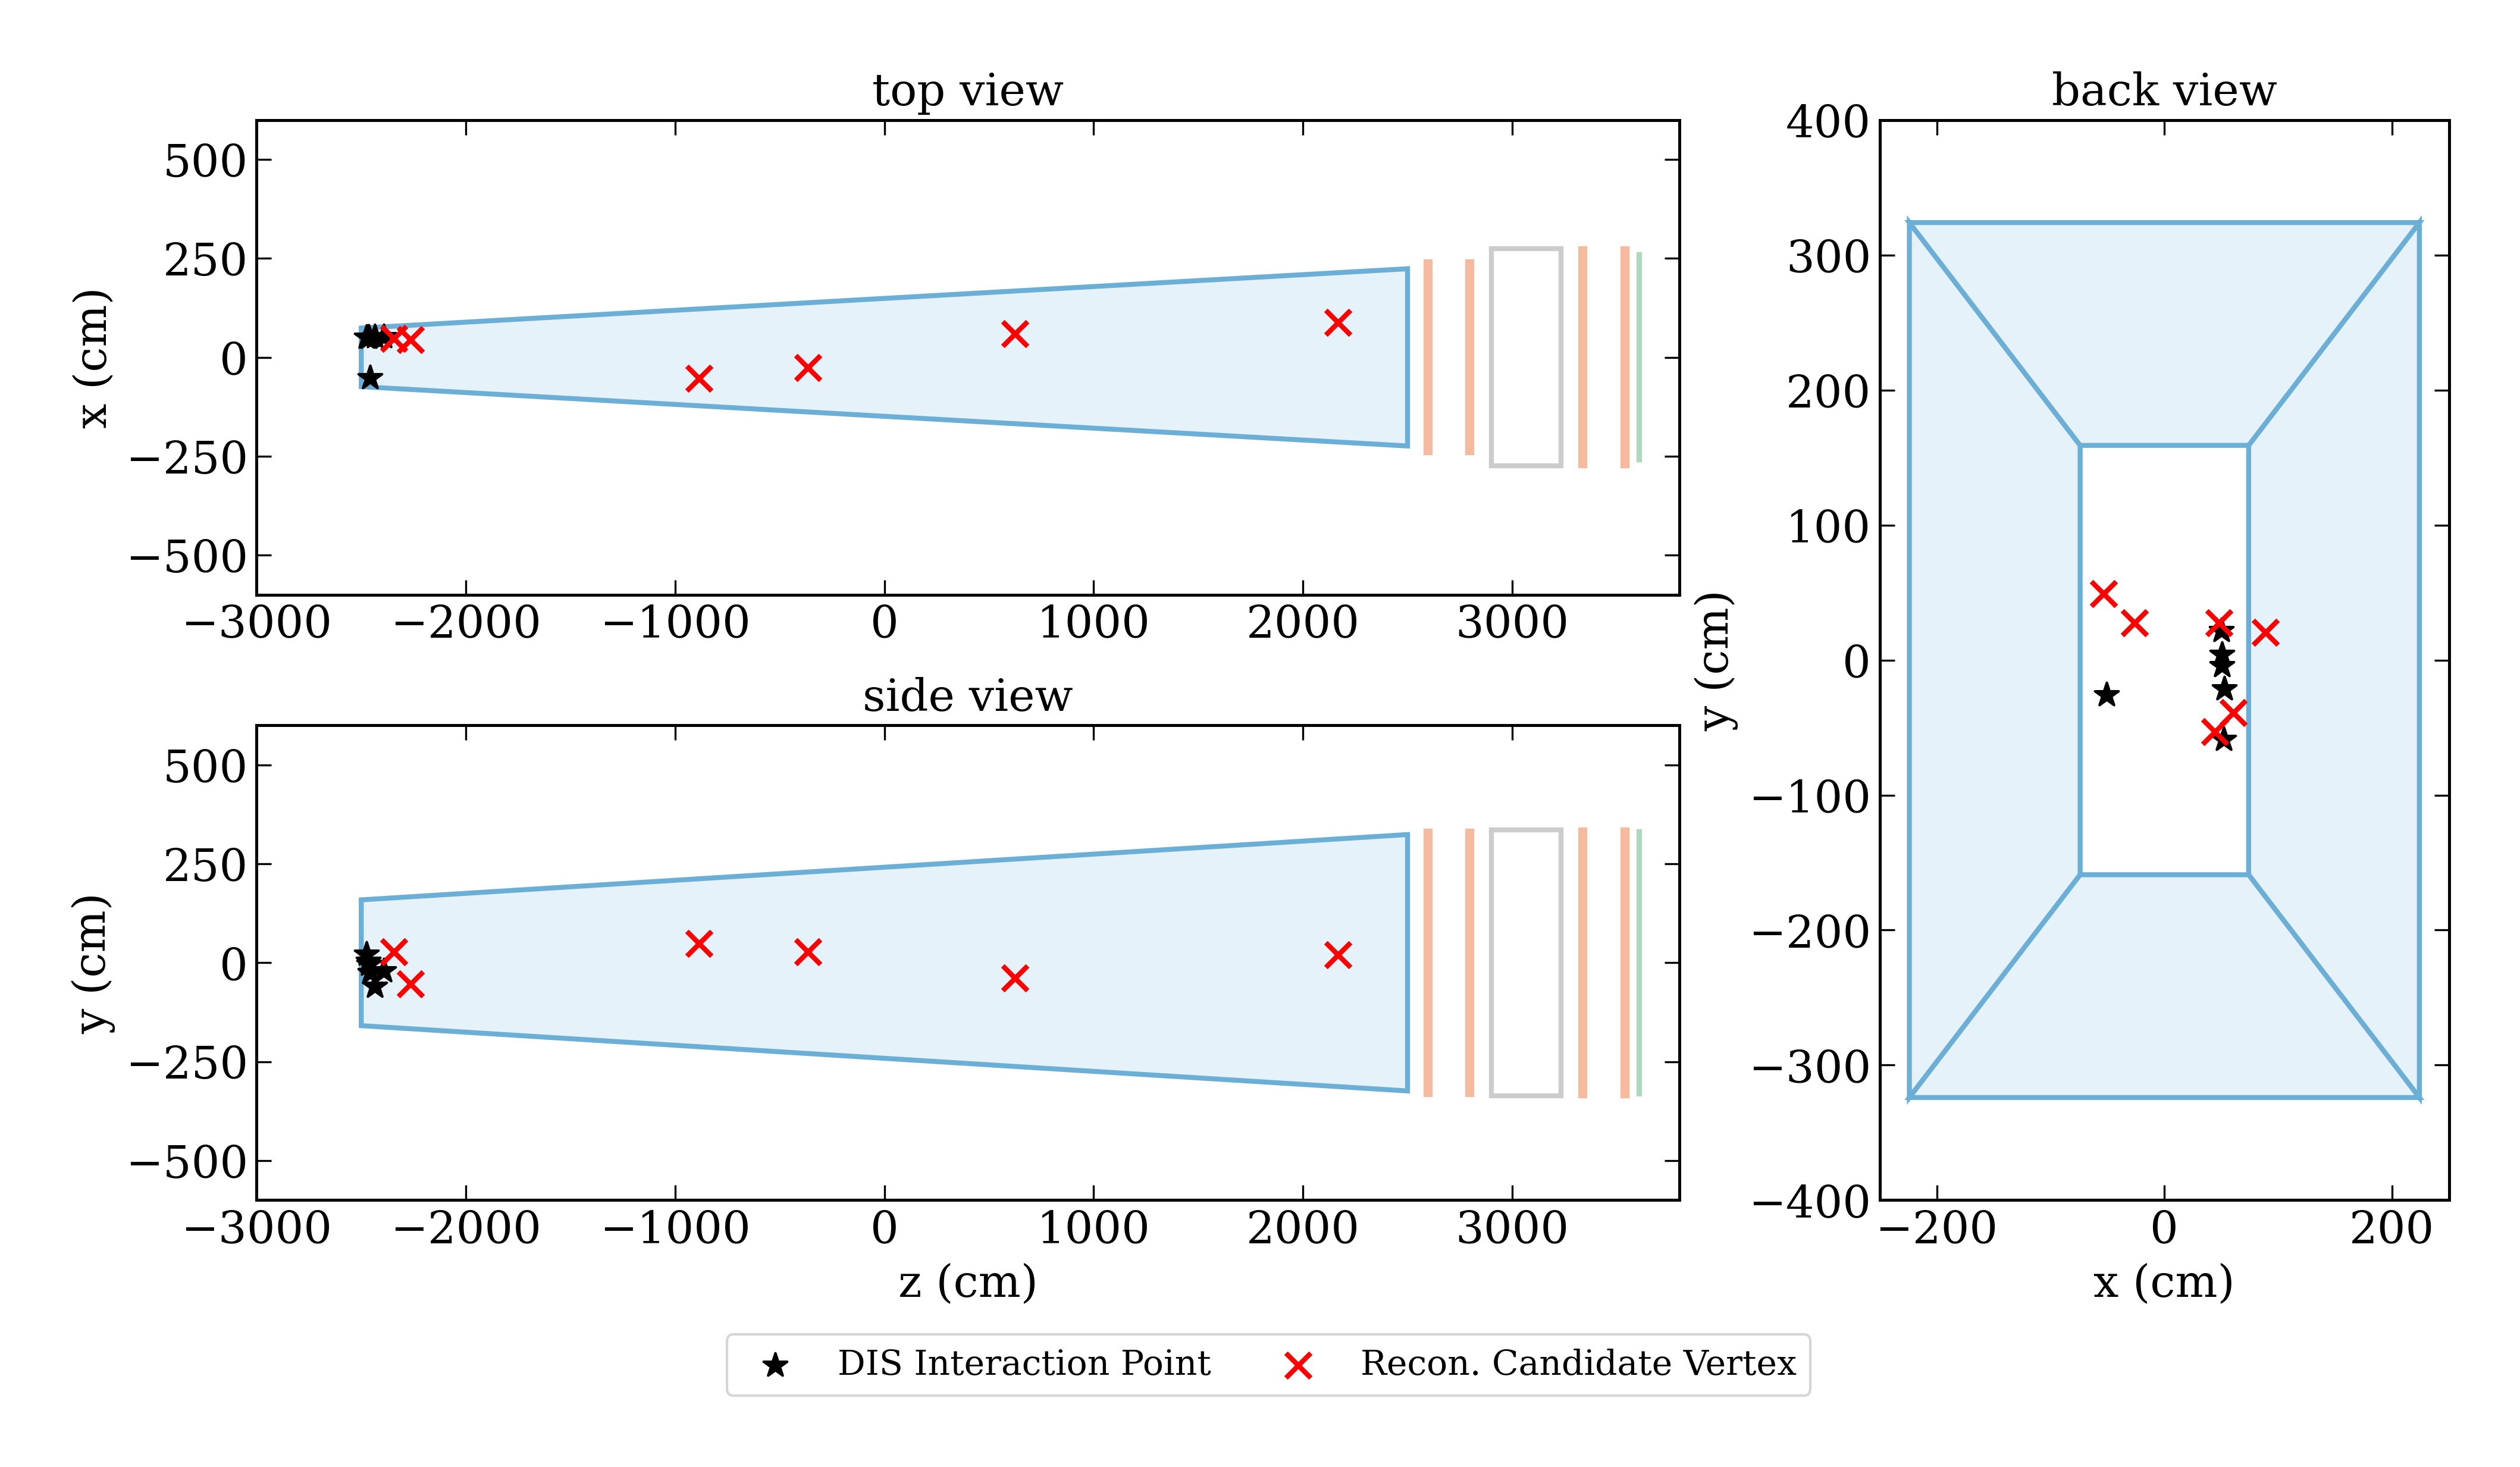 top view
x (cm)
500
250
0
−250
−500
−3000 −2000 −1000 0 1000 2000 3000
side view
y (cm)
500
250
0
−250
−500
−3000 −2000 −1000 0 1000 2000 3000
z (cm)
back view
y (cm)
400
300
200
100
0
−100
−200
−300
−400
−200 0 200
x (cm)
DIS Interaction Point
Recon. Candidate Vertex